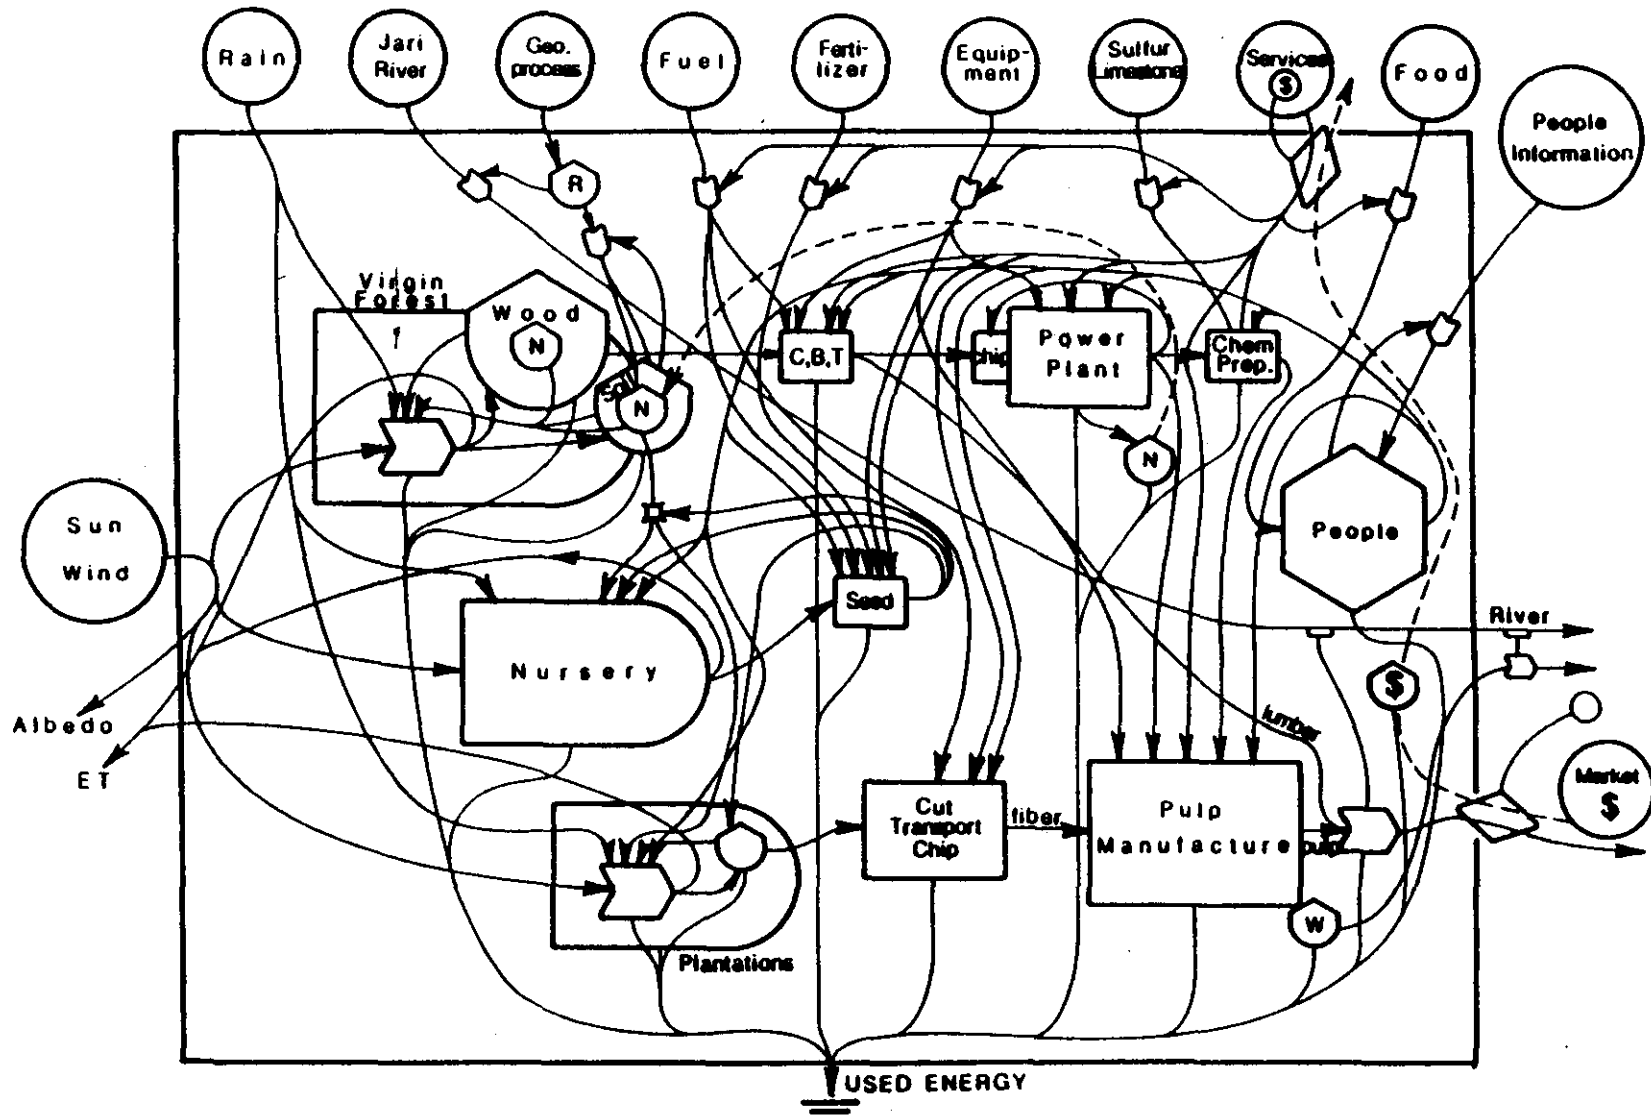 Rain
Jari
River
Geo.
process
Fuel
Ferti-
lizer
Equip-
ment
Sulfur
Limestone
Services
$
Food
People
Information
R
Virgin
Forest
Wood
N
Soil
N
C,B,T
chip
Power
Plant
Chem
Prep.
N
Sun
Wind
People
Seed
River
Nursery
$
Albedo
ET
lumber
Market
$
Cut
Transport
Chip
fiber
Pulp
Manufacture
pulp
W
Plantations
USED ENERGY